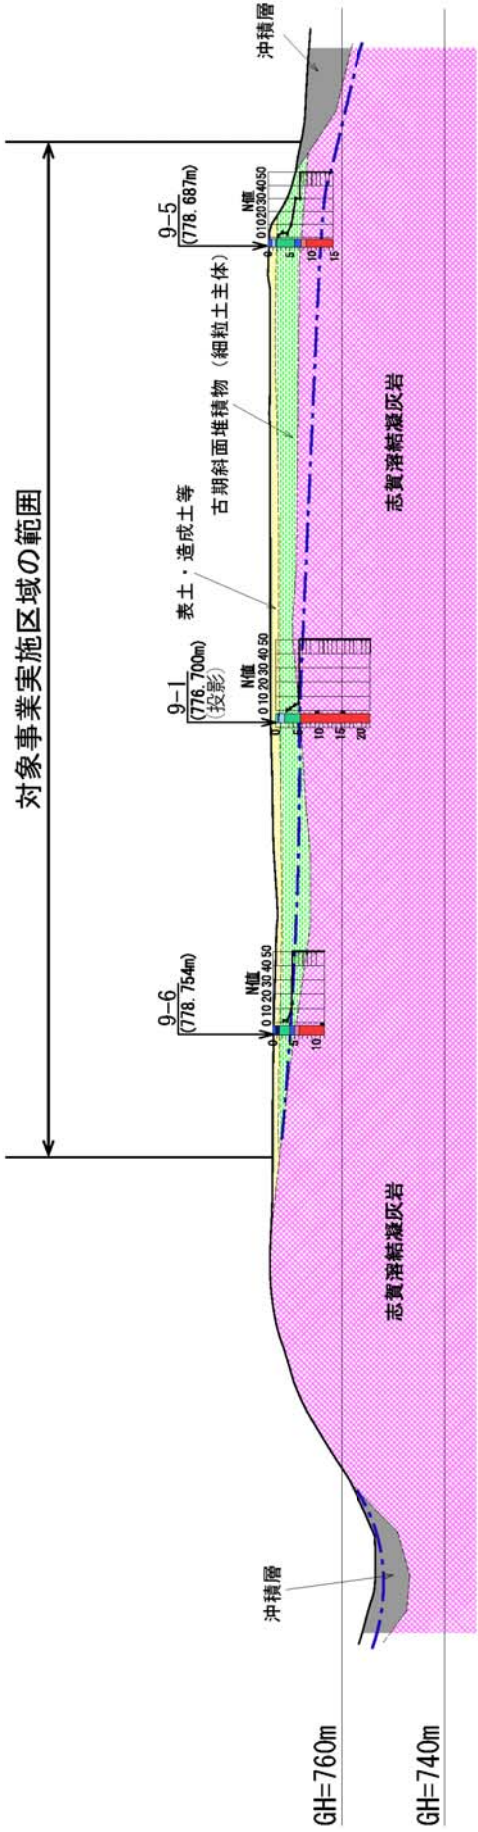 対象事業実施区域の範囲
9-6
(778.754m)
N値
0 10 20 30 40 50
0
5
10
9-1
(776.700m)
(投影)
N値
0 10 20 30 40 50
0
5
10
15
20
表土・造成土等
古期斜面堆積物(細粒土主体)
9-5
(778.687m)
N値
0 10 20 30 40 50
0
5
10
15
沖積層
沖積層
志賀溶結凝灰岩
志賀溶結凝灰岩
GH=760m
GH=740m